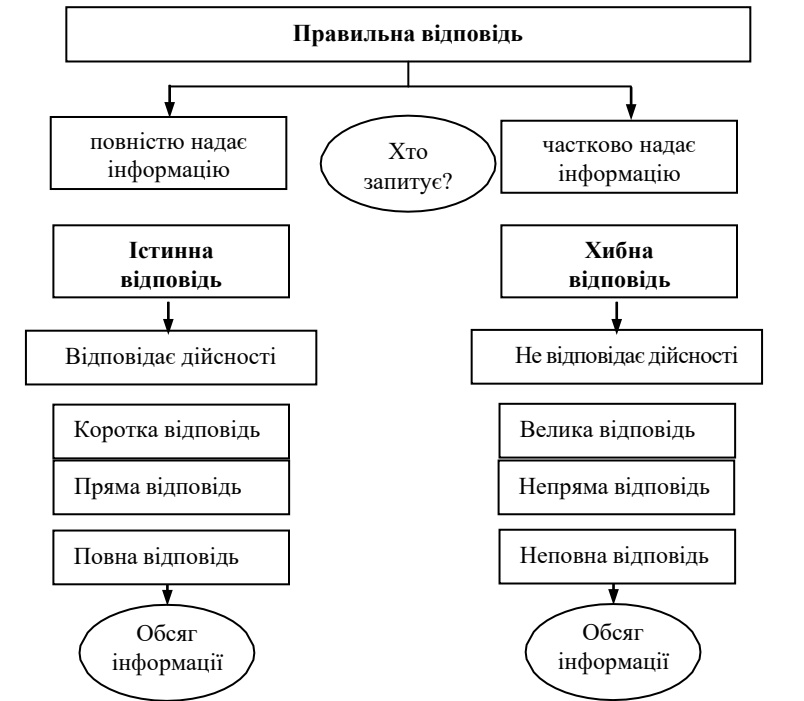 Правильна відповідь
повністю надає
інформацію
Хто
запитує?
частково надає
інформацію
Істинна
відповідь
Хибна
відповідь
Відповідає дійсності
Не відповідає дійсності
Коротка відповідь
Велика відповідь
Пряма відповідь
Непряма відповідь
Повна відповідь
Неповна відповідь
Обсяг
інформації
Обсяг
інформації